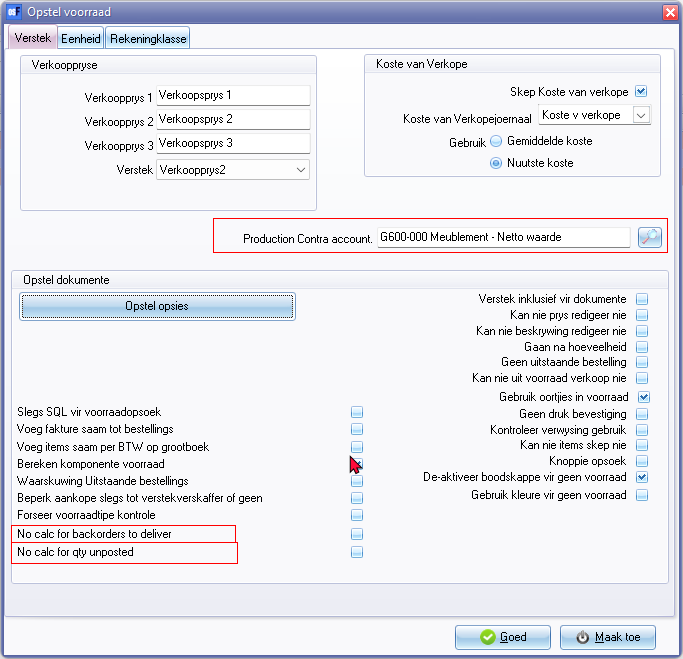 Opstel voorraad
Verstek Eenheid Rekeningklasse
Verkooppryse
Verkoopprys 1 Verkoopsprys 1
Verkoopprys 2 Verkoopsprys 2
Verkoopprys 3 Verkoopsprys 3
Verstek Verkoopprys2
Koste van Verkope
Skep Koste van verkope
Koste van Verkopejoernaal Koste v verkope
Gebruik Gemiddelde koste
Nuutste koste
Production Contra account. G600-000 Meublement - Netto waarde
Opstel dokumente
Opstel opsies
Slegs SQL vir voorraadopsoek
Voeg fakture saam tot bestellings
Voeg items saam per BTW op grootboek
Bereken komponente voorraad
Waarskuwing Uitstaande bestellings
Beperk aankope slegs tot verstekverskaffer of geen
Forseer voorraadtipe kontrole
No calc for backorders to deliver
No calc for qty unposted
Verstek inklusief vir dokumente
Kan nie prys redigeer nie
Kan nie beskrywing redigeer nie
Gaan na hoeveelheid
Geen uitstaande bestelling
Kan nie uit voorraad verkoop nie
Gebruik oortjies in voorraad
Geen druk bevestiging
Kontroleer verwysing gebruik
Kan nie items skep nie
Knoppie opsoek
De-aktiveer boodskappe vir geen voorraad
Gebruik kleure vir geen voorraad
Goed
Maak toe